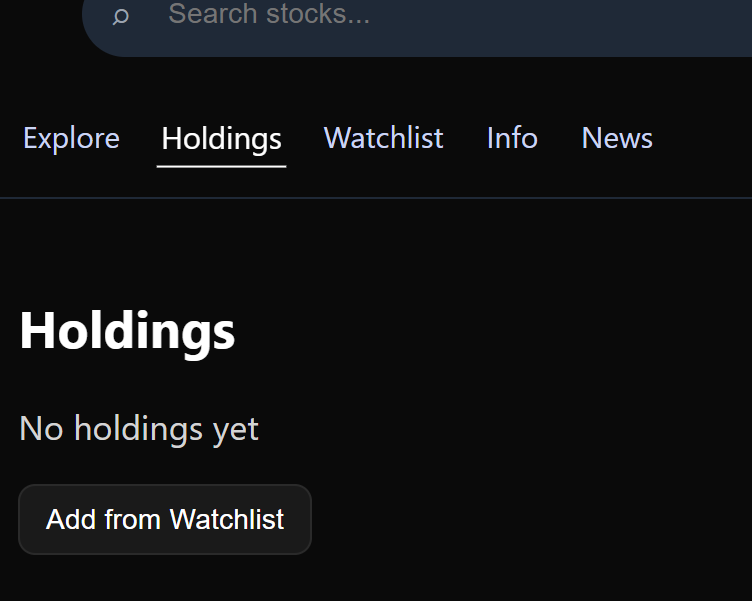 Search stocks...
Explore Holdings Watchlist Info News
Holdings
No holdings yet
Add from Watchlist